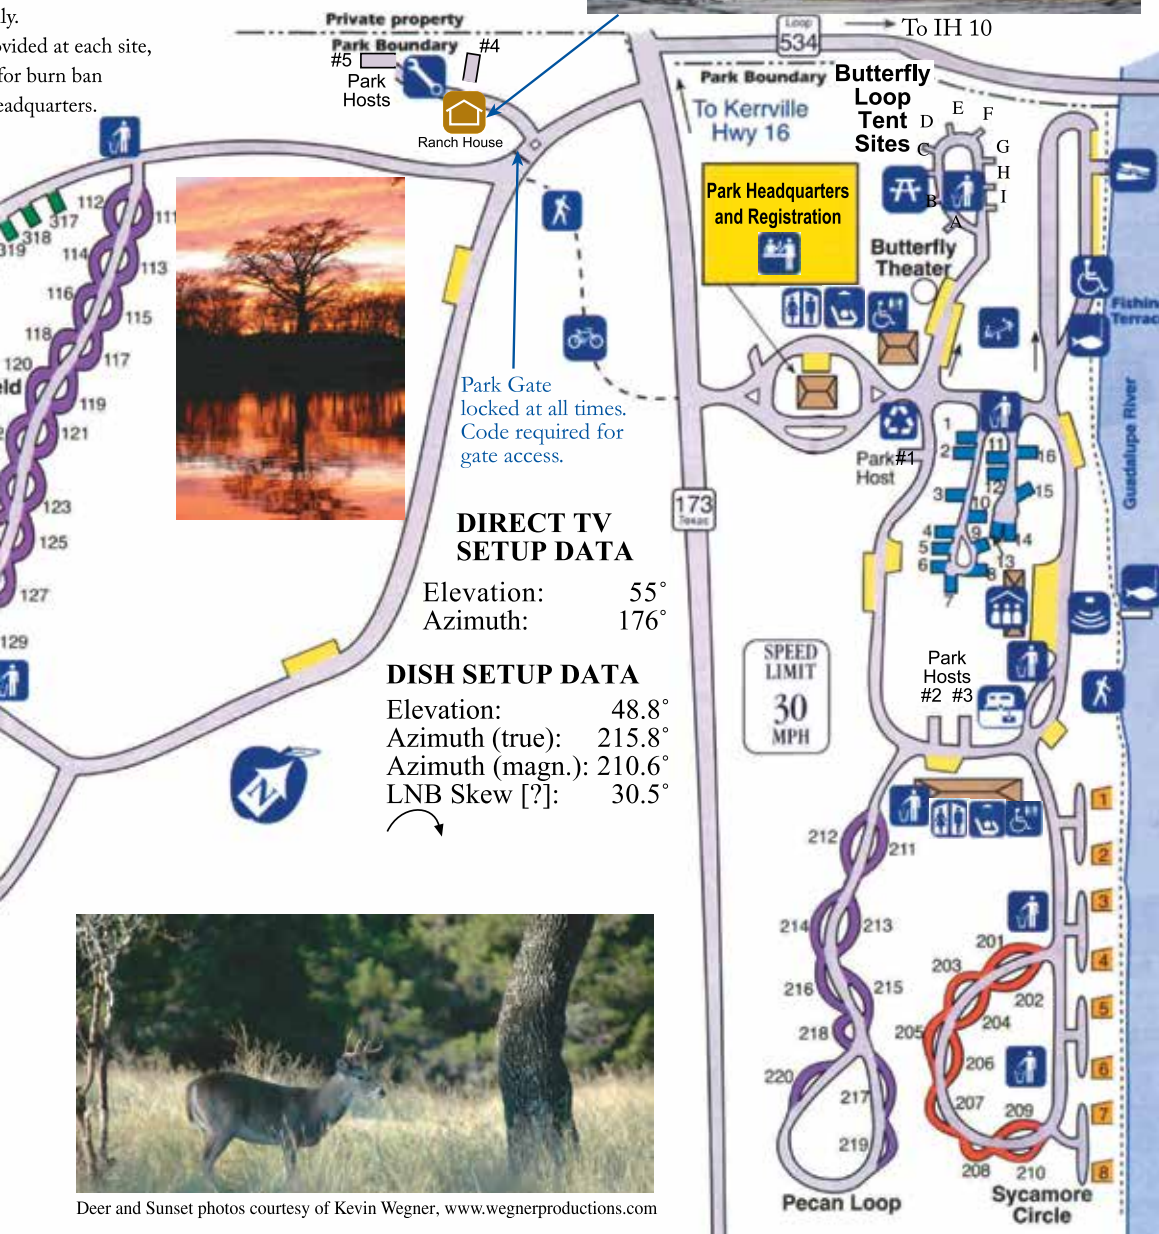 ly.
ovided at each site,
for burn ban
eadquarters.
Private property
Park Boundary
#5
#4
Park
Hosts
Ranch House
Loop
534
To IH 10
Park Boundary
To Kerrville
Hwy 16
Butterfly
Loop
Tent
Sites
A
B
C
D
E
F
G
H
I
Park Headquarters
and Registration
Butterfly
Theater
Fishin
Terrac
Guadalupe River
317
318
319
112
111
114
113
116
115
118
117
120
eld
119
2
121
123
125
127
129
Park Gate
locked at all times.
Code required for
gate access.
Park
Host
#1
1
2
3
4
5
6
7
8
9
10
11
12
13
14
15
16
173
Texas
DIRECT TV
SETUP DATA
Elevation: 55°
Azimuth: 176°
DISH SETUP DATA
Elevation: 48.8°
Azimuth (true): 215.8°
Azimuth (magn.): 210.6°
LNB Skew [?]: 30.5°
N
SPEED
LIMIT
30
MPH
Park
Hosts
#2 #3
212
211
214
213
216
215
218
220
217
219
Pecan Loop
201
203
202
204
205
206
207
209
208
210
Sycamore
Circle
1
2
3
4
5
6
7
8
Deer and Sunset photos courtesy of Kevin Wegner, www.wegnerproductions.com